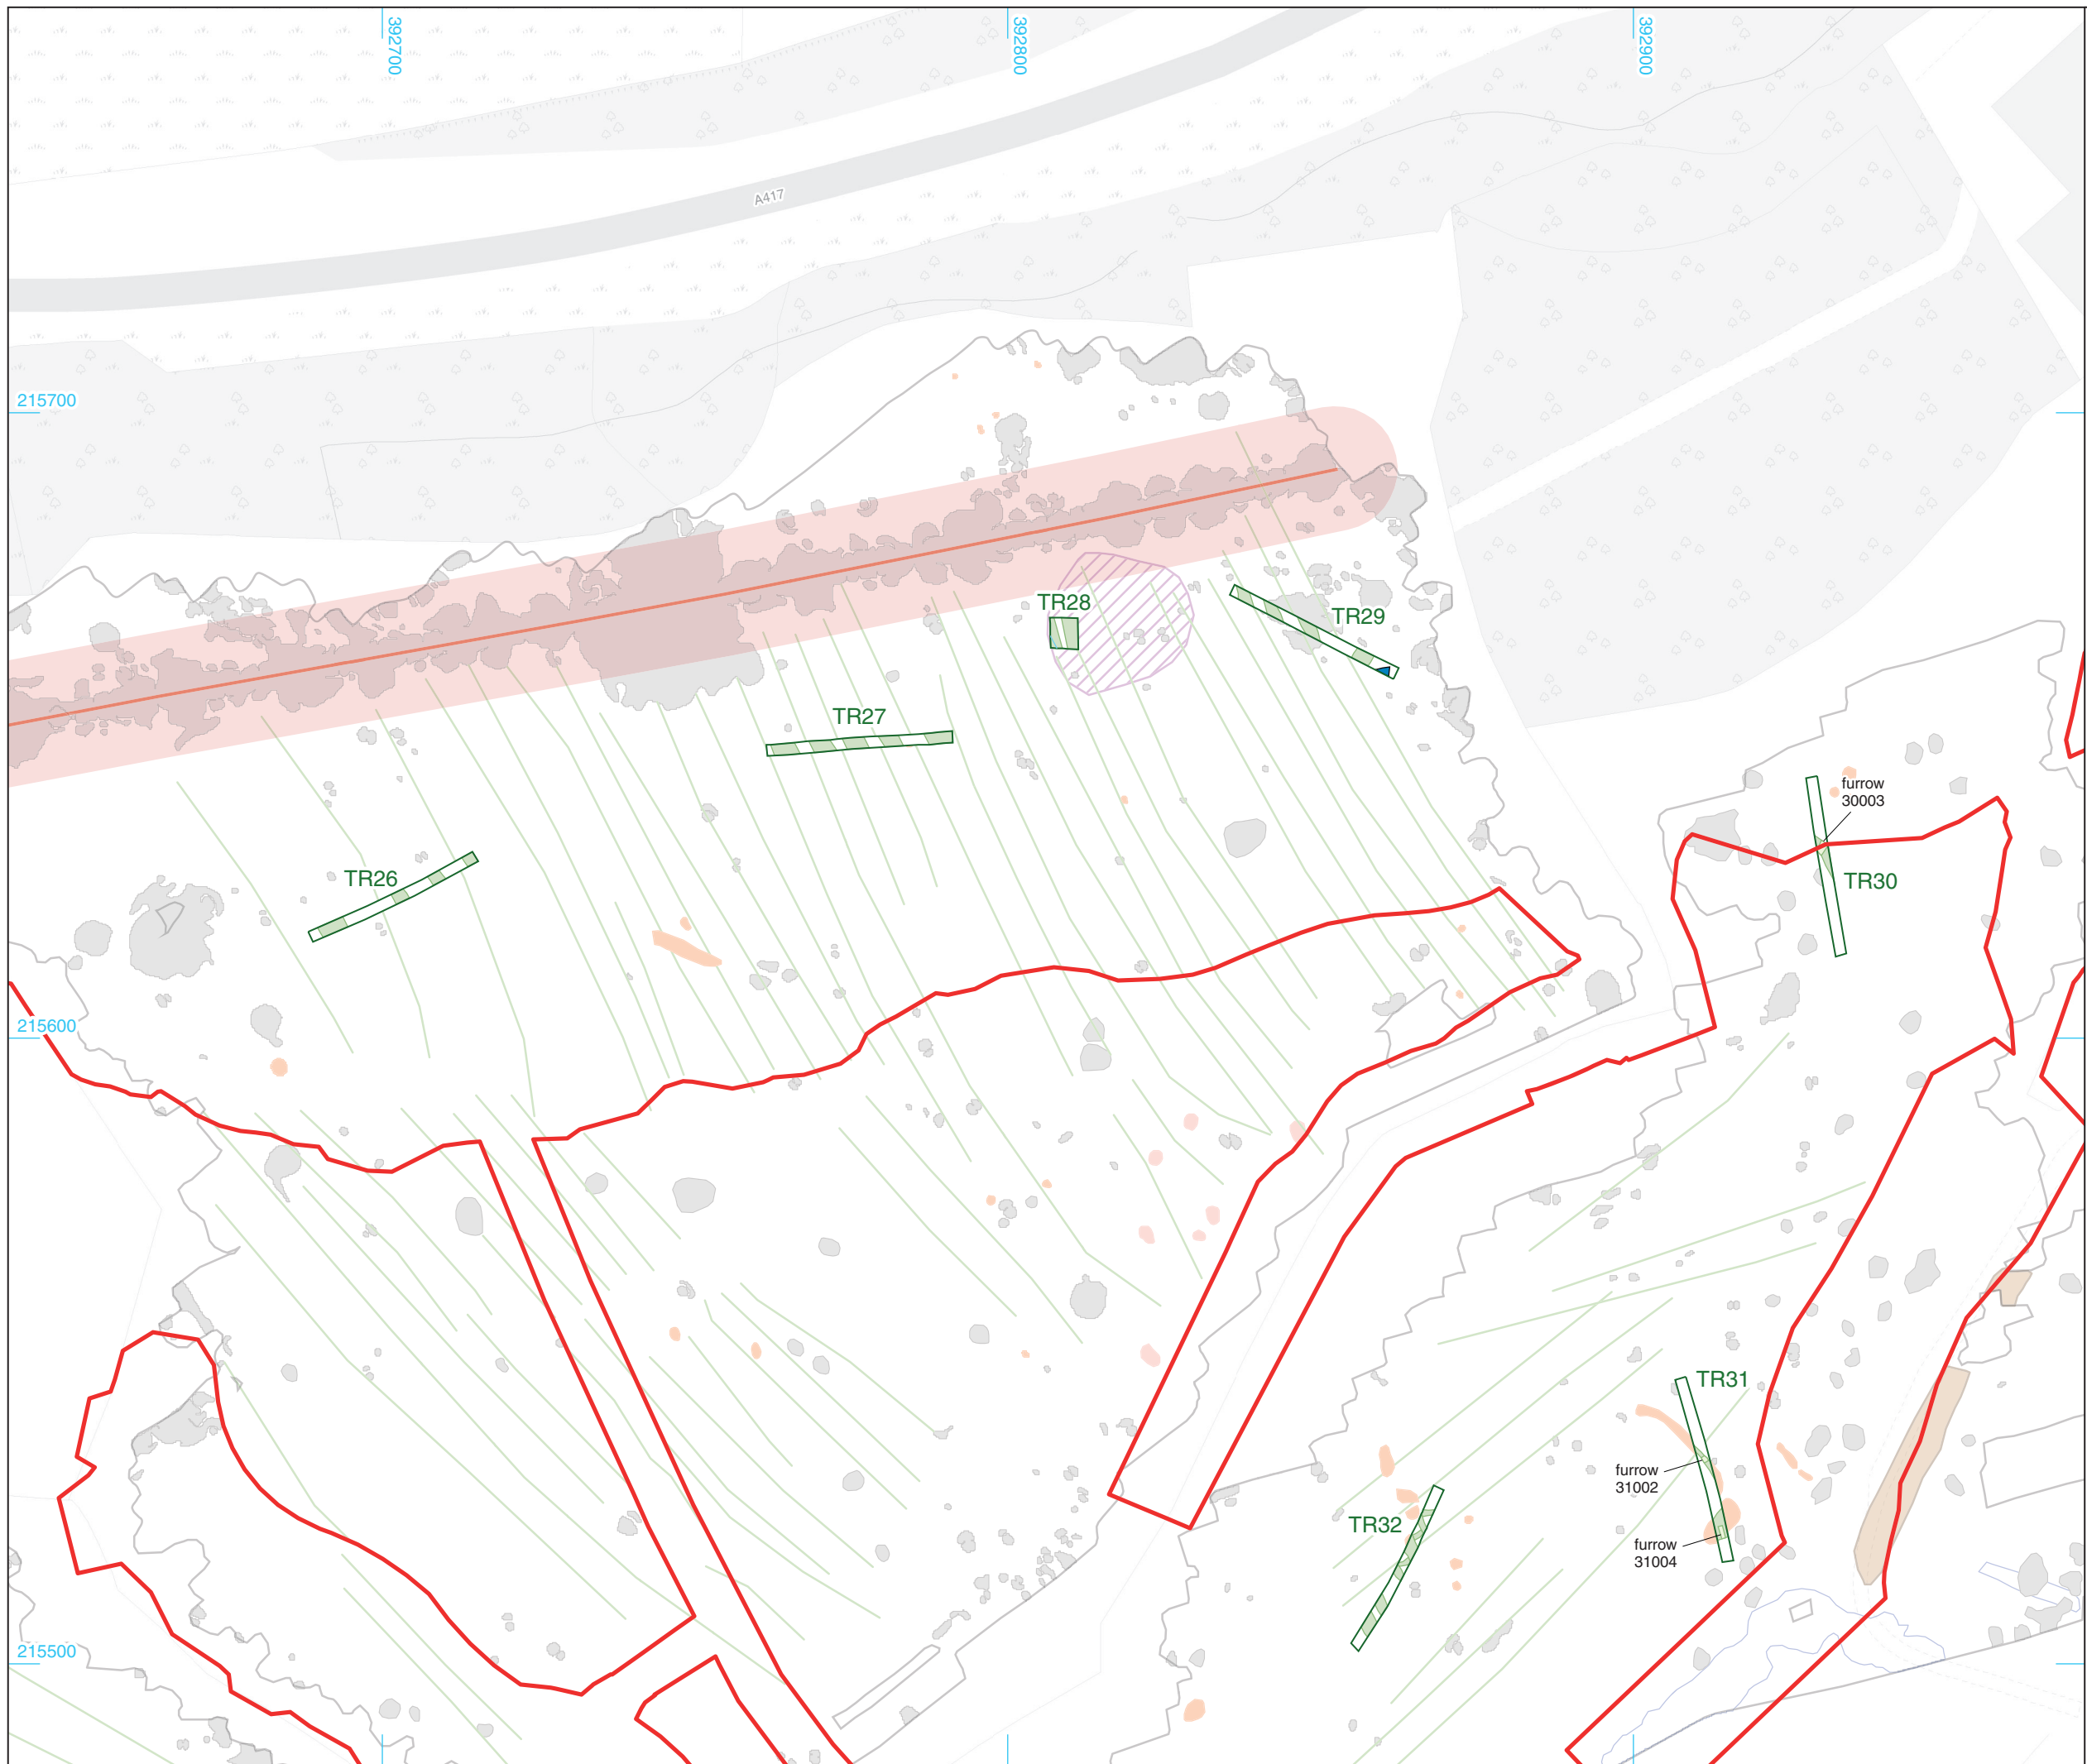 392700
392800
392900
A417
215700
TR28
TR29
TR27
furrow
30003
TR26
TR30
215600
TR31
furrow
31002
TR32
furrow
31004
215500